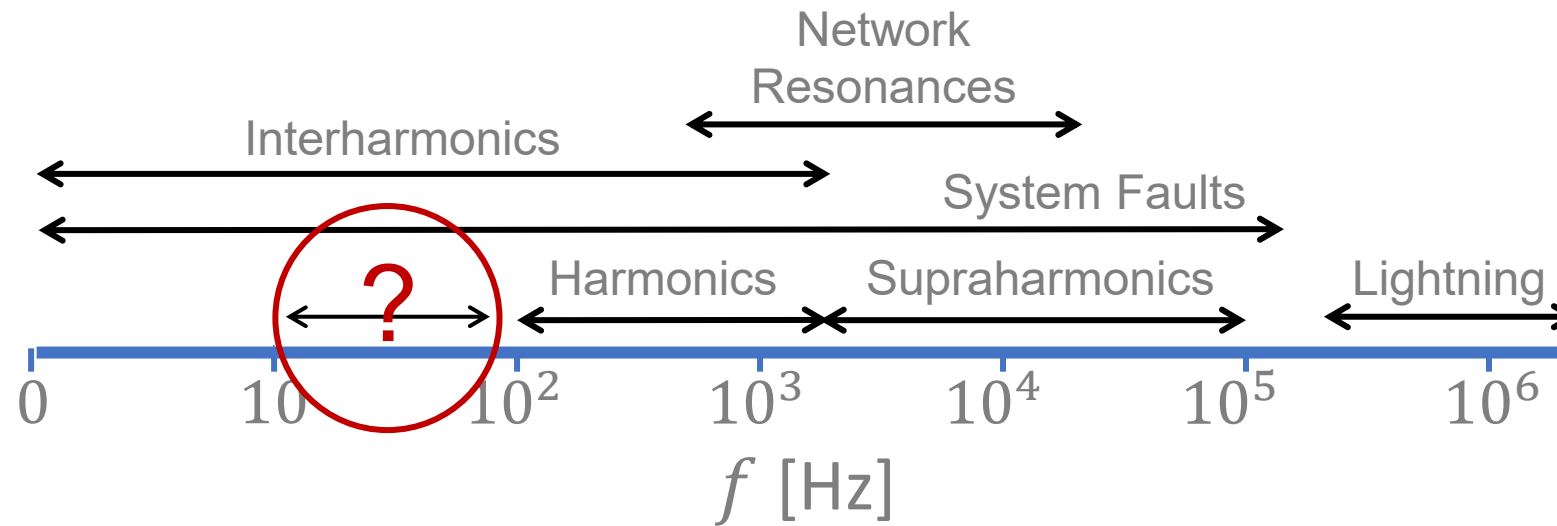 Network
Resonances
Interharmonics
System Faults
?
Harmonics Supraharmonics Lightning
0 10 10² 10³ 10⁴ 10⁵ 10⁶
f [Hz]